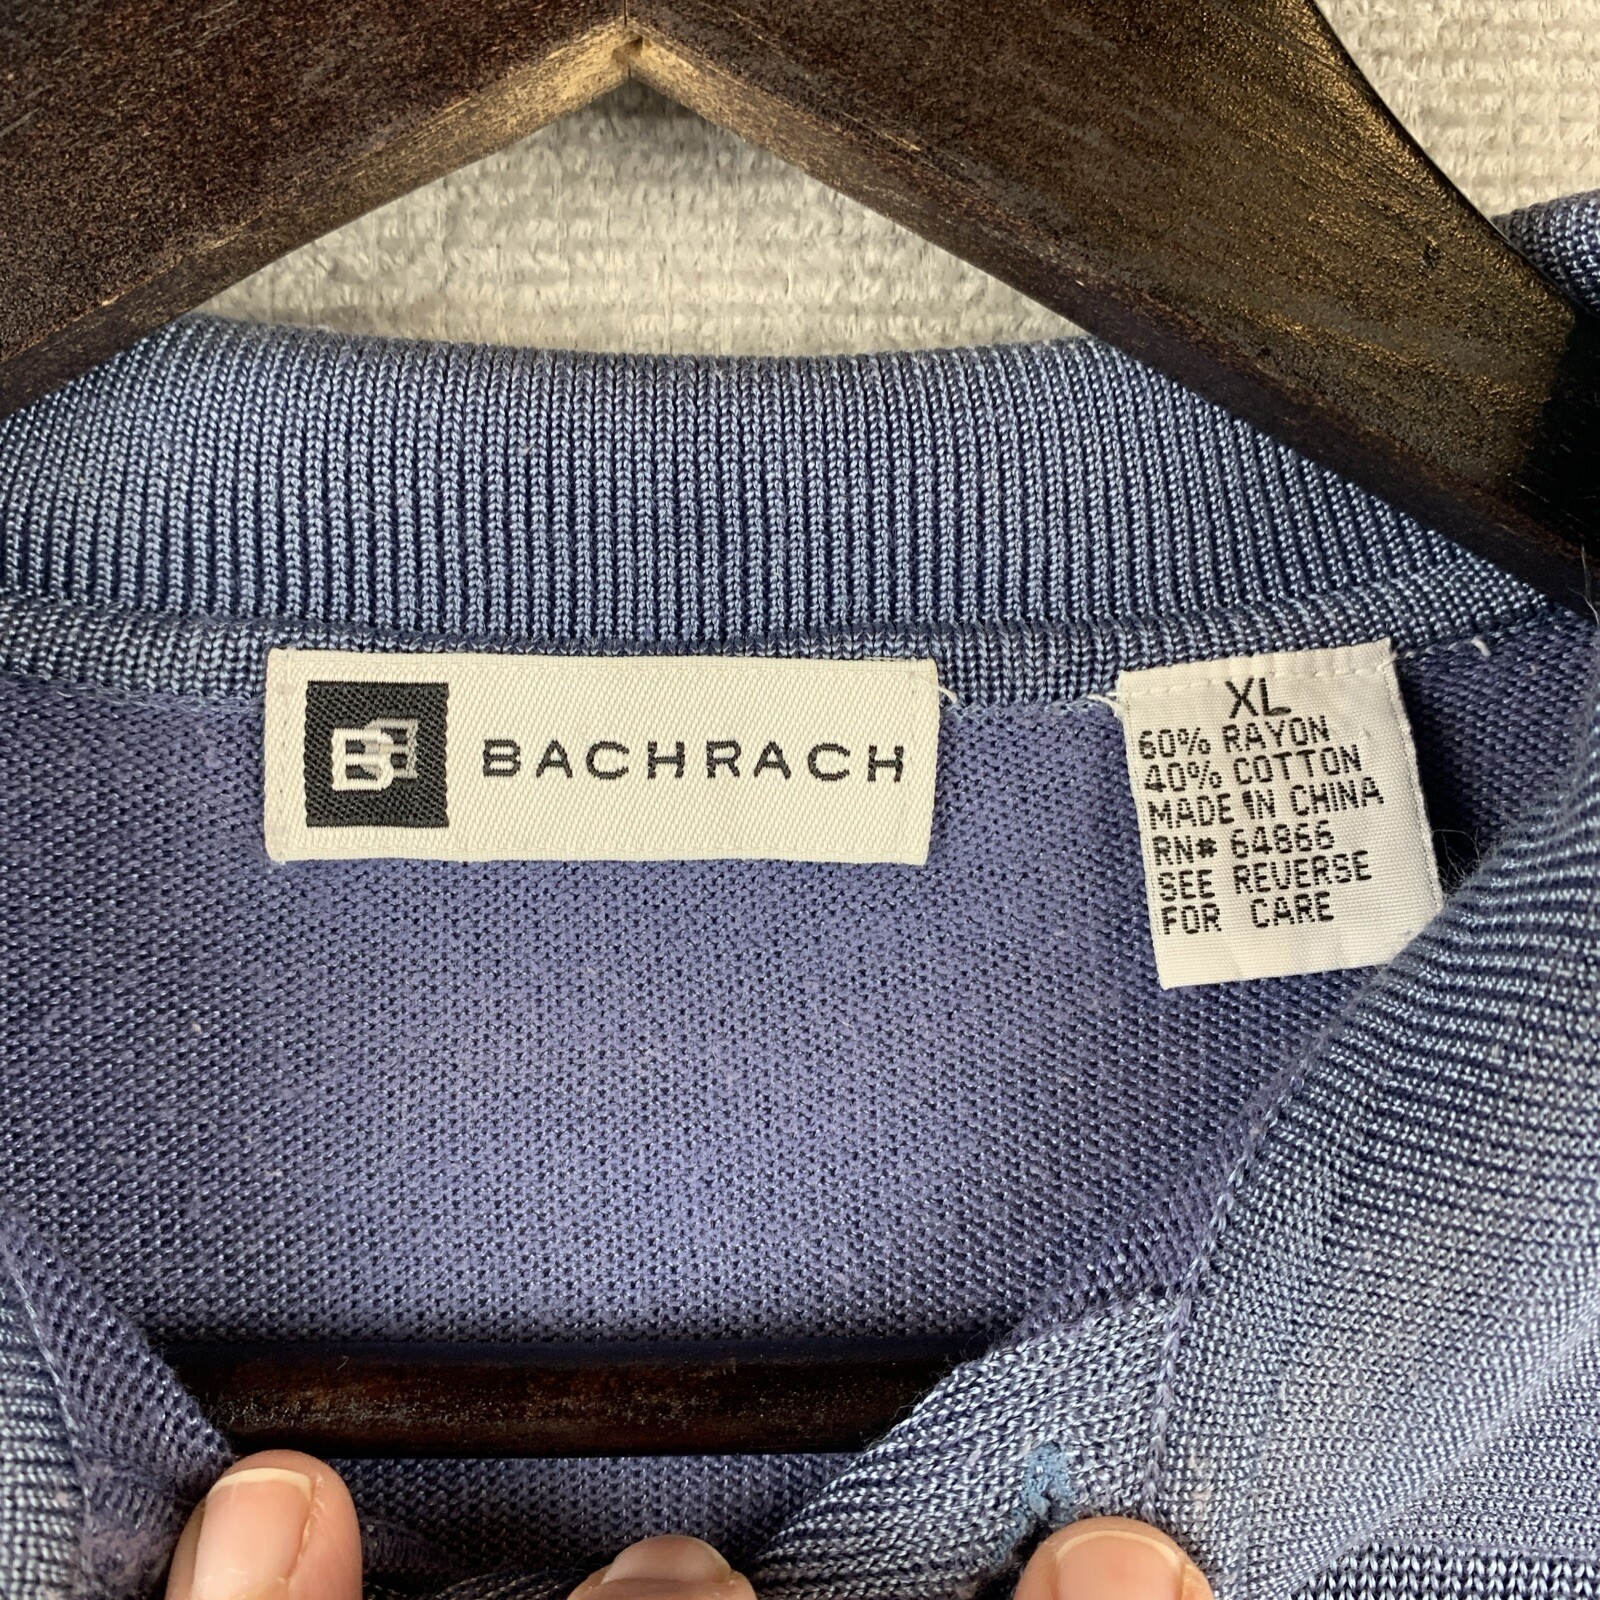 BACHRACH
XL
60% RAYON
40% COTTON
MADE IN CHINA
RN# 64866
SEE REVERSE
FOR CARE